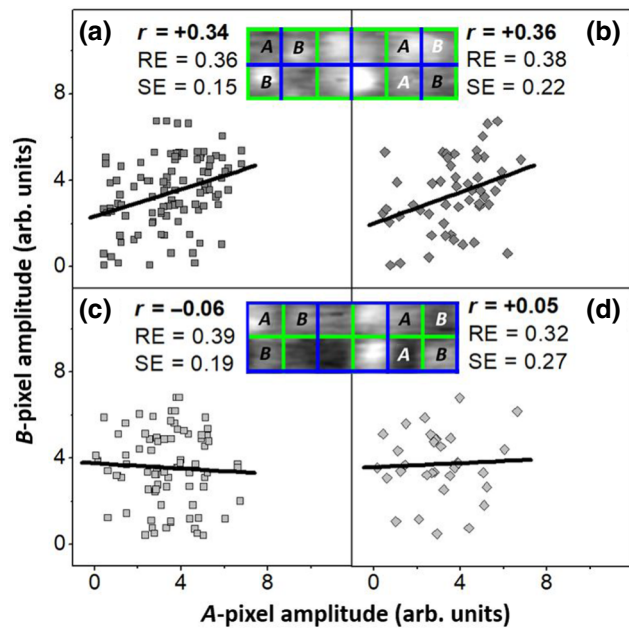 (a)
r = +0.34
RE = 0.36
SE = 0.15
A B A B
B A B
(b)
r = +0.36
RE = 0.38
SE = 0.22
8
4
0
(c)
r = –0.06
RE = 0.39
SE = 0.19
A B A B
B A B
(d)
r = +0.05
RE = 0.32
SE = 0.27
8
4
0
0 4 8 0 4 8
B-pixel amplitude (arb. units)
A-pixel amplitude (arb. units)